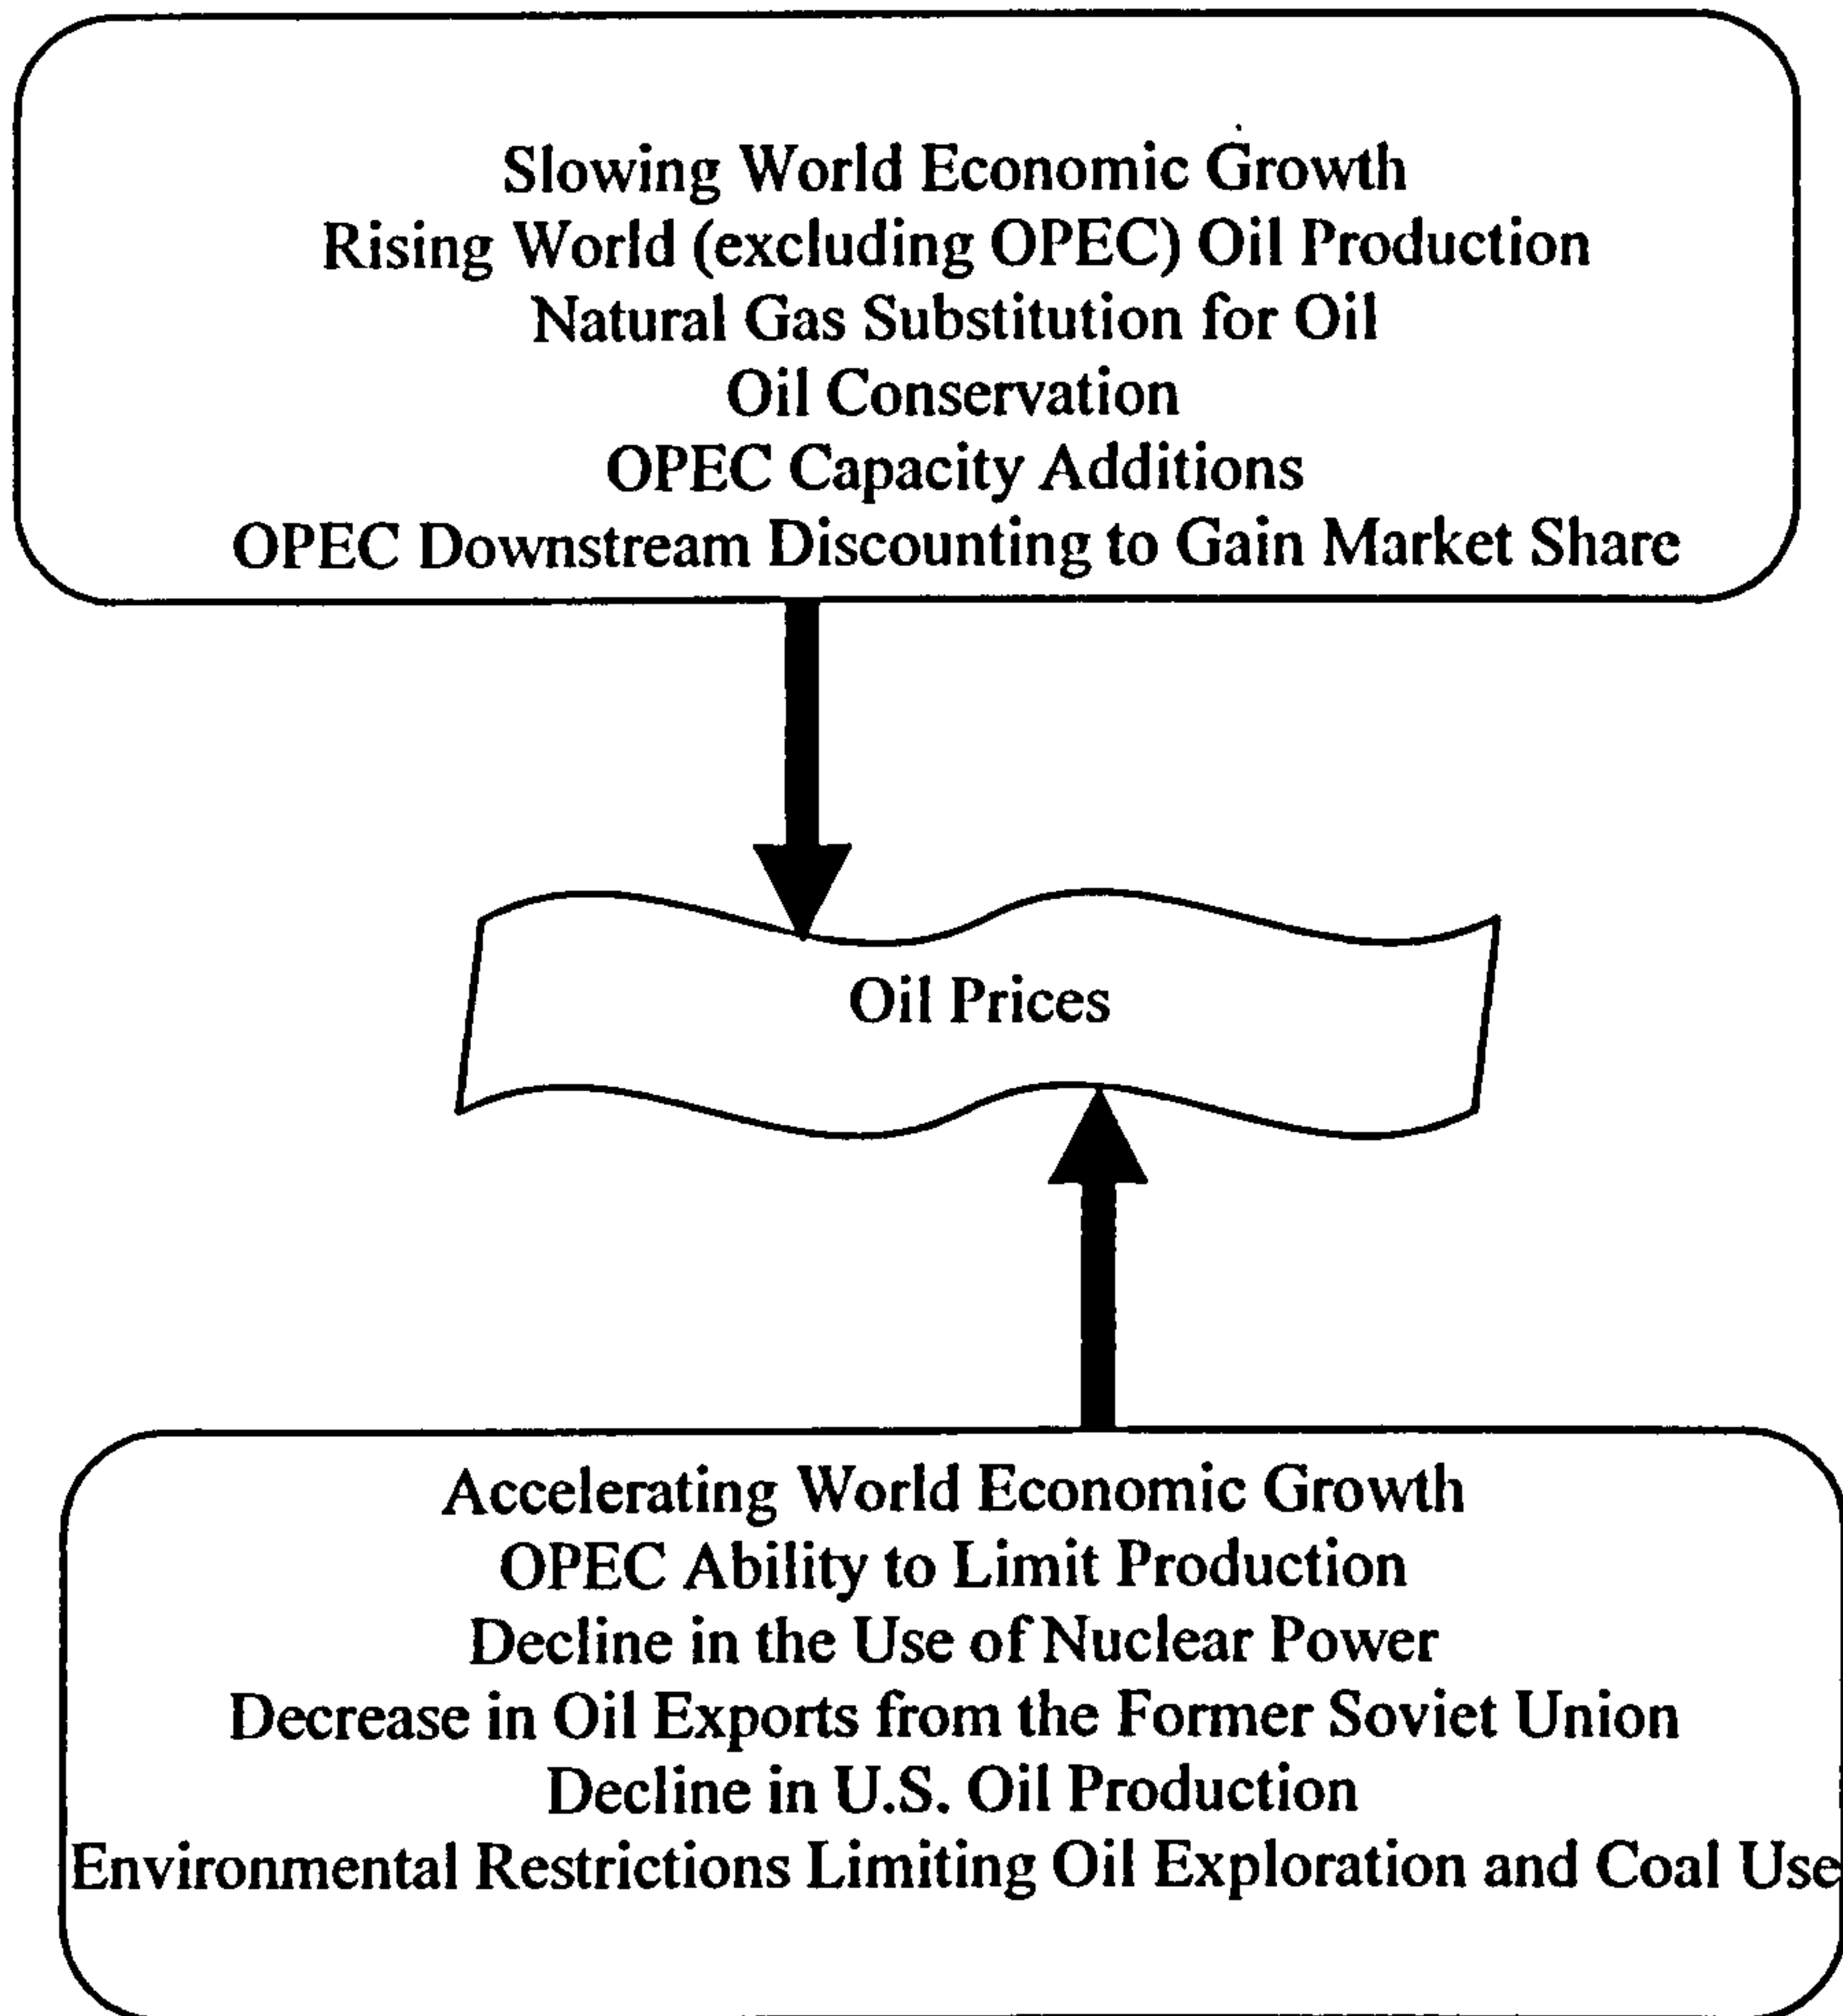 Slowing World Economic Growth
Rising World (excluding OPEC) Oil Production
Natural Gas Substitution for Oil
Oil Conservation
OPEC Capacity Additions
OPEC Downstream Discounting to Gain Market Share
Oil Prices
Accelerating World Economic Growth
OPEC Ability to Limit Production
Decline in the Use of Nuclear Power
Decrease in Oil Exports from the Former Soviet Union
Decline in U.S. Oil Production
Environmental Restrictions Limiting Oil Exploration and Coal Use